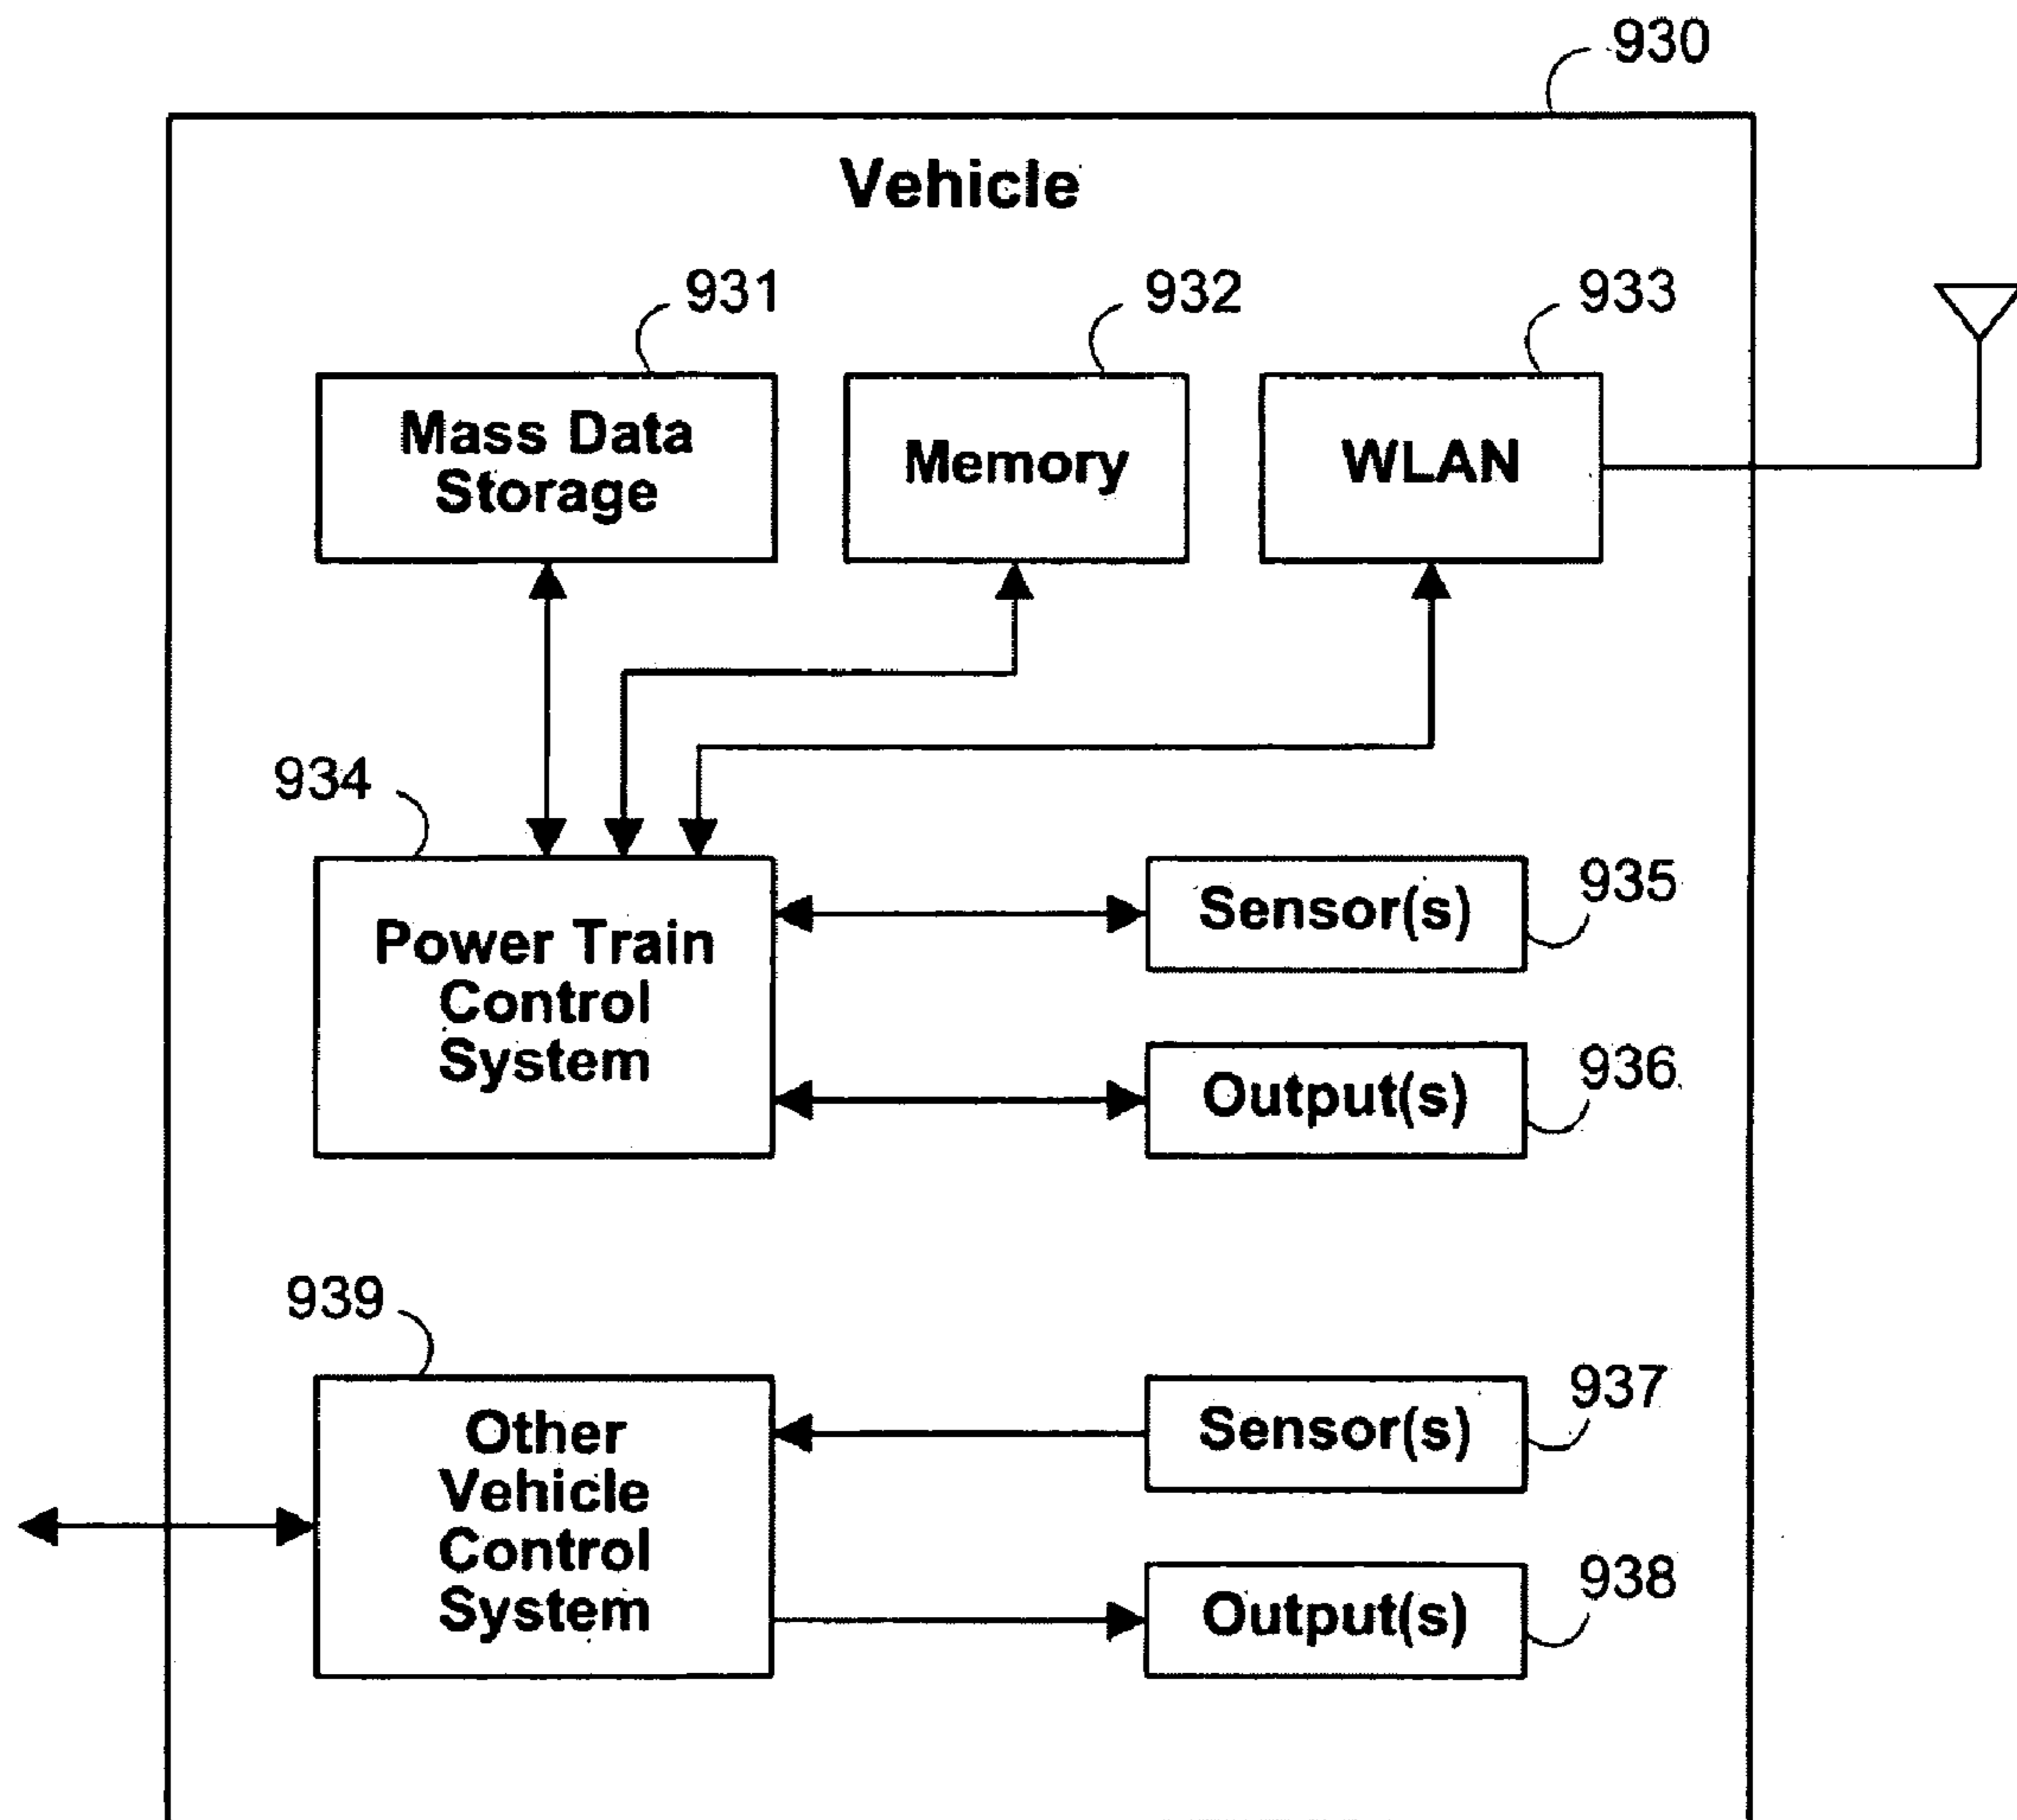 930
Vehicle
931
932
933
Mass Data
Storage
Memory
WLAN
934
Power Train
Control
System
Sensor(s)
935
Output(s)
936
939
Other
Vehicle
Control
System
Sensor(s)
937
Output(s)
938